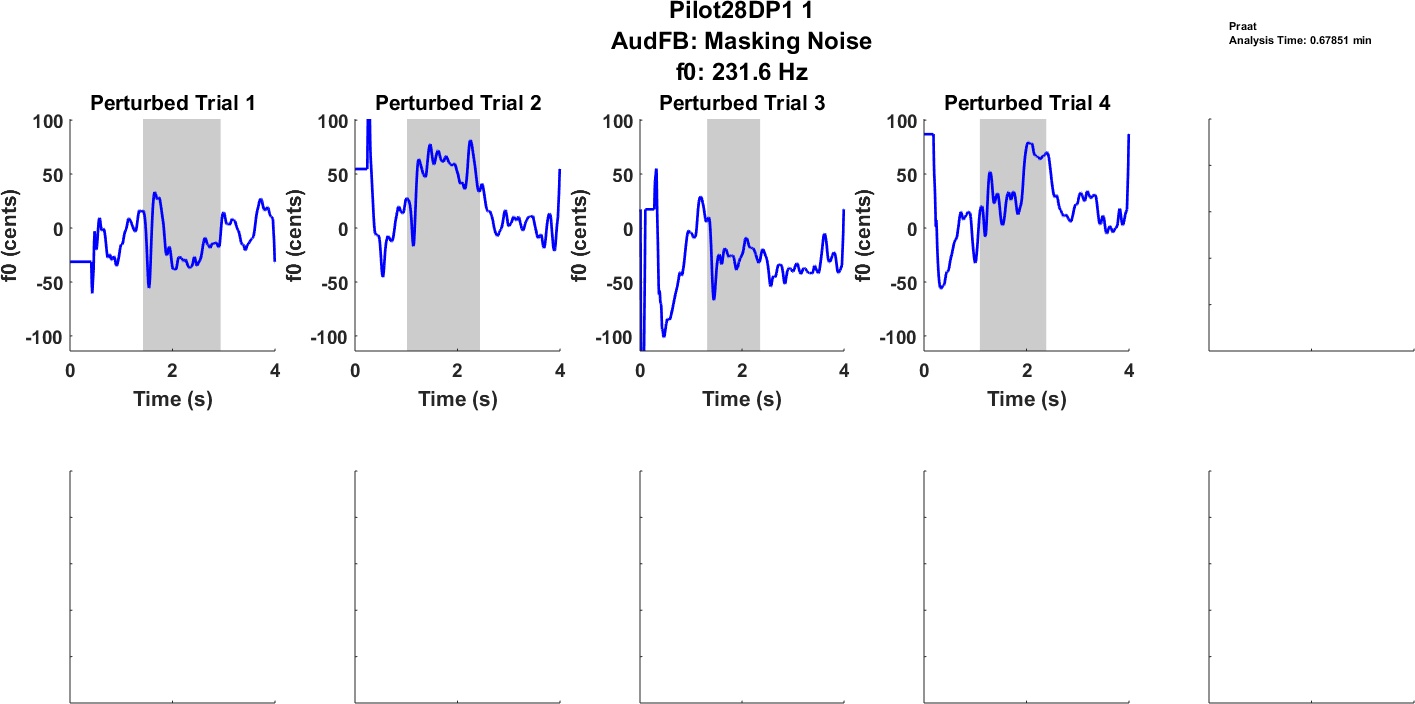 Pilot28DP1 1
AudFB: Masking Noise
f0: 231.6 Hz
Praat
Analysis Time: 0.67851 min
Perturbed Trial 1
f0 (cents)
100
50
0
-50
-100
0
2
4
Time (s)
Perturbed Trial 2
f0 (cents)
100
50
0
-50
-100
0
2
4
Time (s)
Perturbed Trial 3
f0 (cents)
100
50
0
-50
-100
0
2
4
Time (s)
Perturbed Trial 4
f0 (cents)
100
50
0
-50
-100
0
2
4
Time (s)